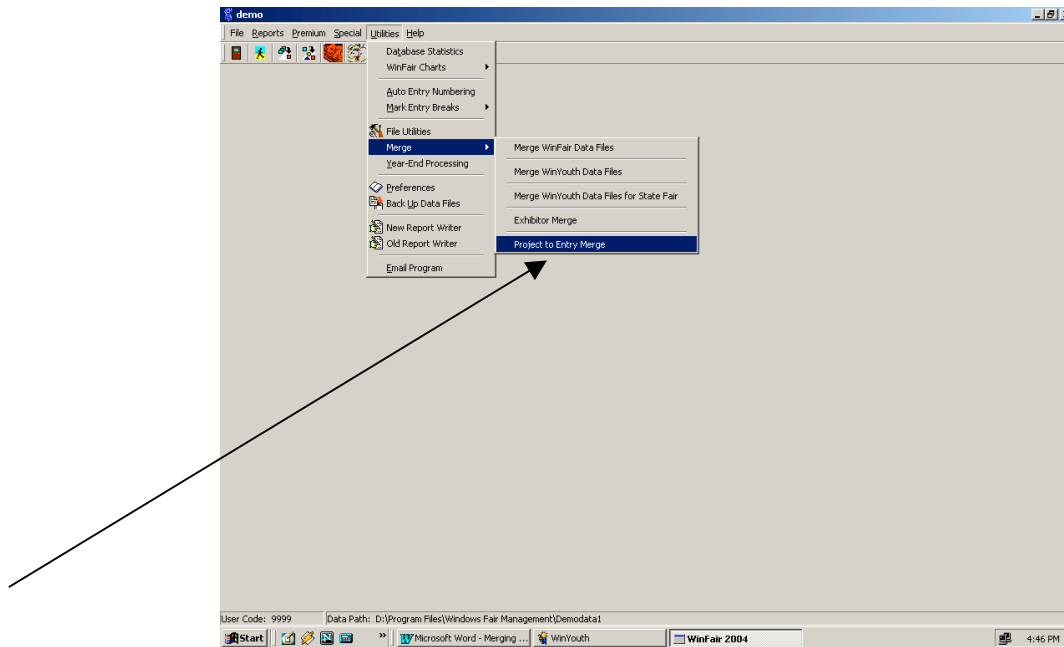 demo
File Reports Premium Special Utilities Help
Database Statistics
WinFair Charts
Auto Entry Numbering
Mark Entry Breaks
File Utilities
Merge
Year-End Processing
Preferences
Back Up Data Files
New Report Writer
Old Report Writer
Email Program
Merge WinFair Data Files
Merge WinYouth Data Files
Merge WinYouth Data Files for State Fair
Exhibitor Merge
Project to Entry Merge
User Code: 9999 Data Path: D:\Program Files\Windows Fair Management\Demodata1
Start » Microsoft Word - Merging ... WinYouth WinFair 2004 4:46 PM